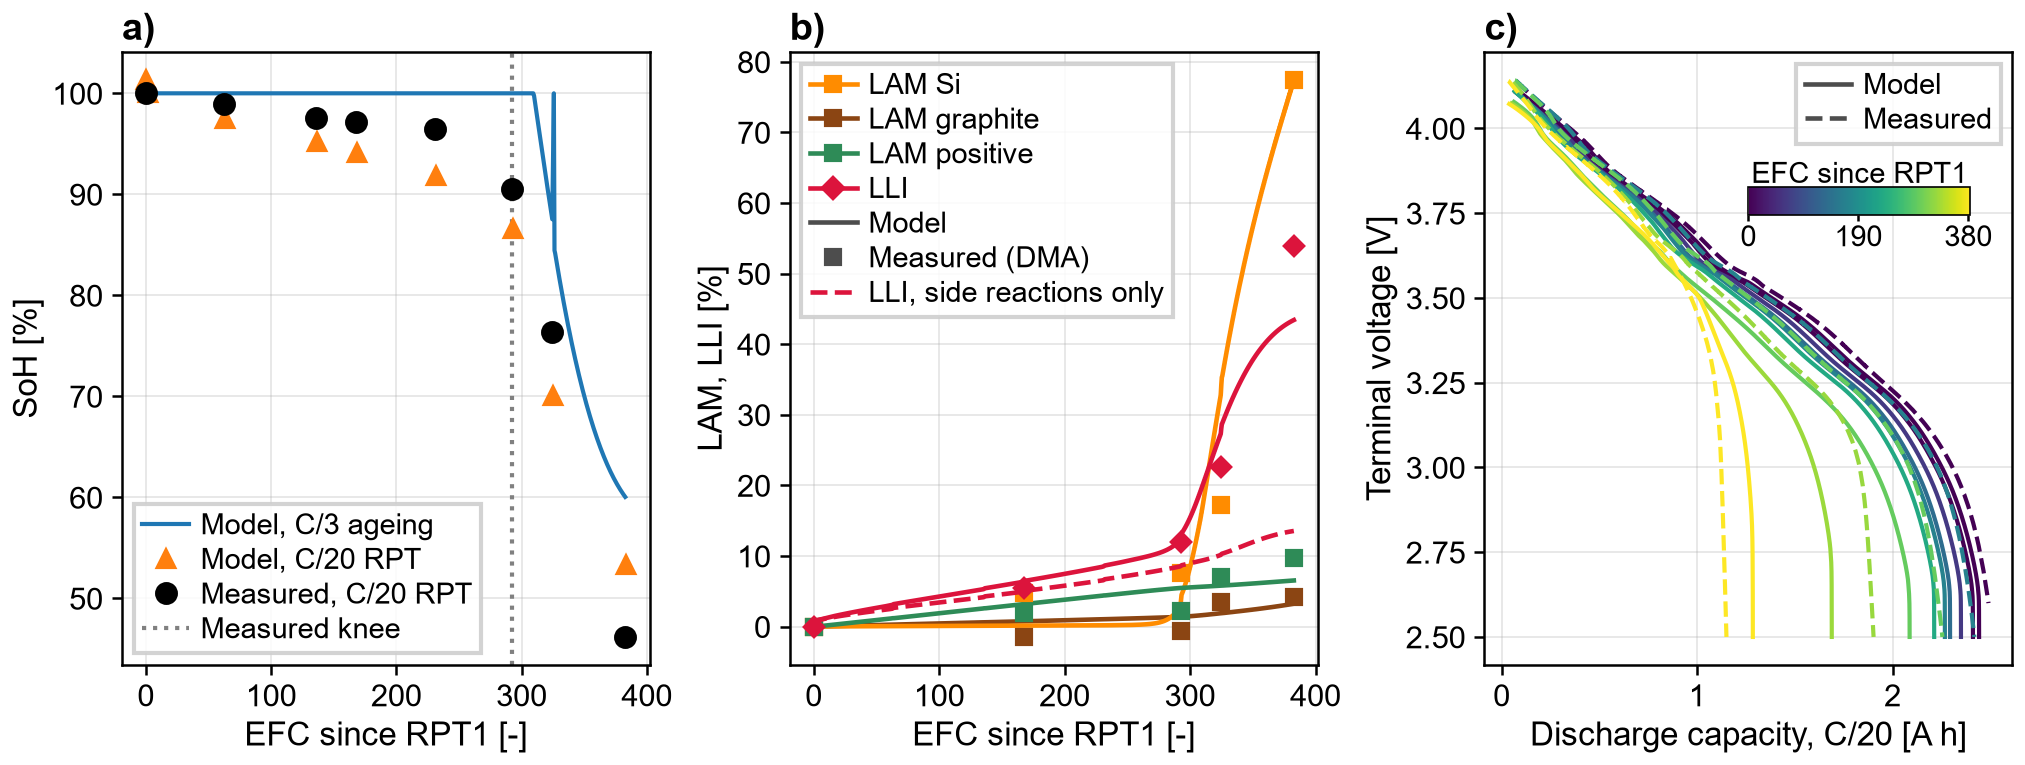 a)
SoH [%]
100
90
80
70
60
50
Model, C/3 ageing
Model, C/20 RPT
Measured, C/20 RPT
Measured knee
0
100
200
300
400
EFC since RPT1 [-]
b)
LAM, LLI [%]
80
70
60
50
40
30
20
10
0
LAM Si
LAM graphite
LAM positive
LLI
Model
Measured (DMA)
LLI, side reactions only
0
100
200
300
400
EFC since RPT1 [-]
c)
Terminal voltage [V]
4.00
3.75
3.50
3.25
3.00
2.75
2.50
Model
Measured
EFC since RPT1
0
190
380
0
1
2
Discharge capacity, C/20 [A h]